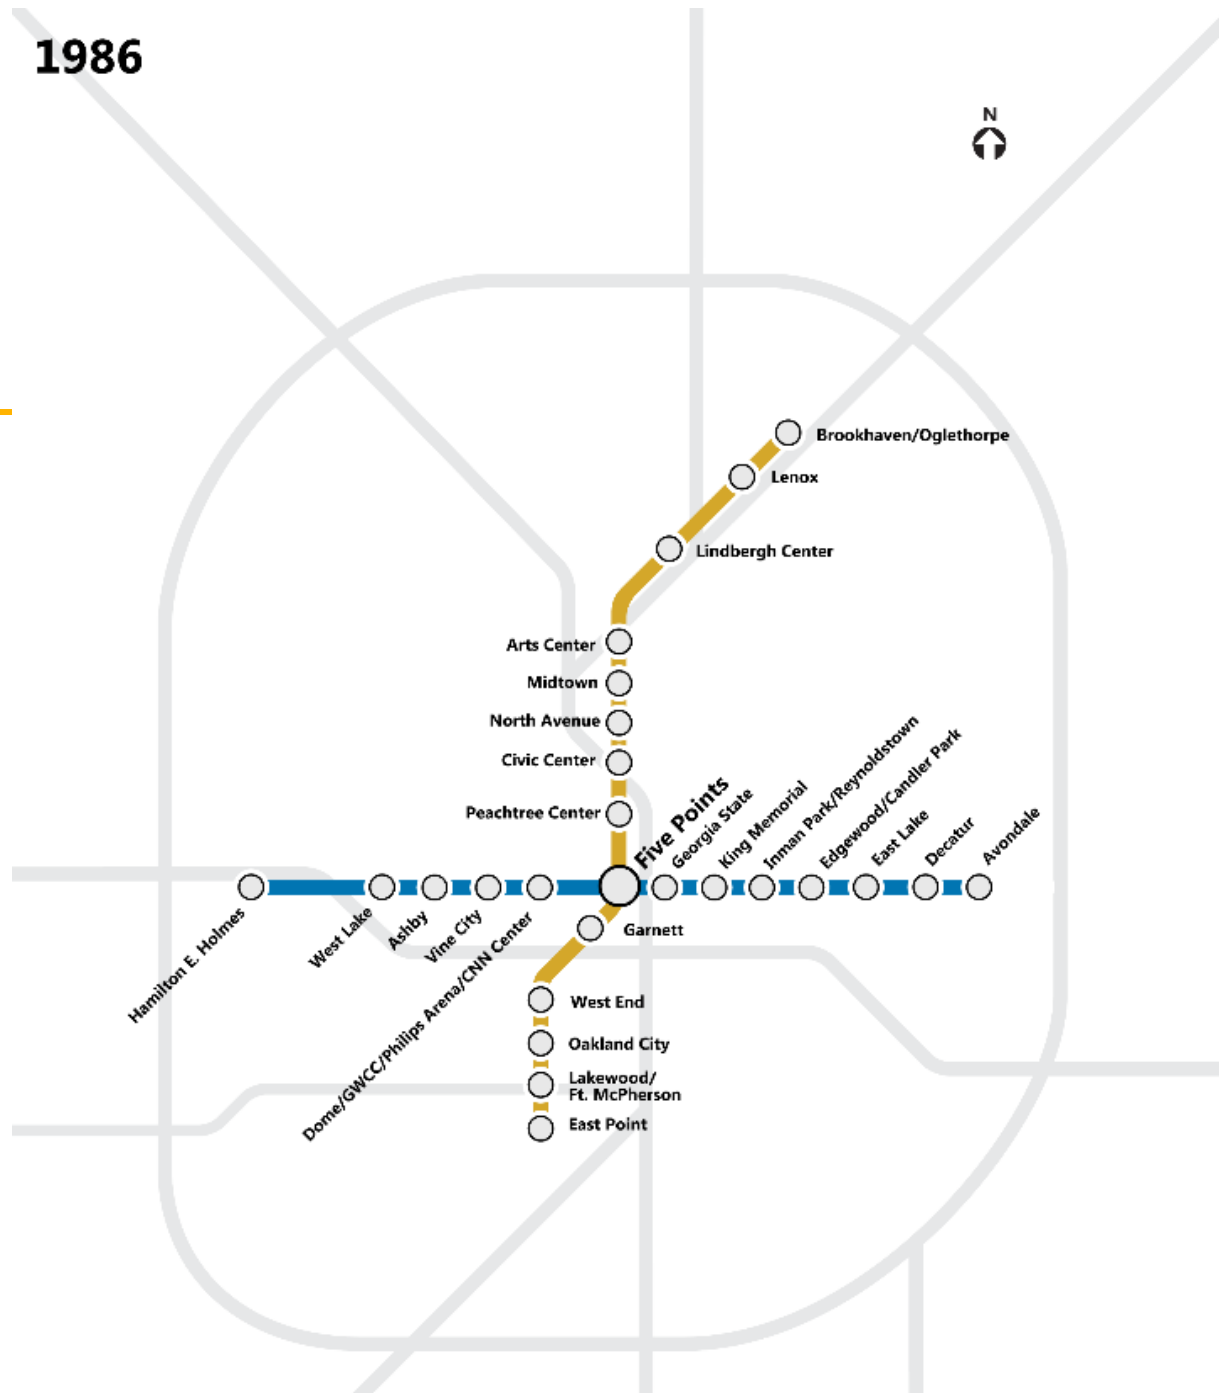 1986
N
Brookhaven/Oglethorpe
Lenox
Lindbergh Center
Arts Center
Midtown
North Avenue
Civic Center
Peachtree Center
Five Points
Georgia State
King Memorial
Inman Park/Reynoldstown
Edgewood/Candler Park
East Lake
Decatur
Avondale
Hamilton E. Holmes
West Lake
Ashby
Vine City
Dome/GWCC/Philips Arena/CNN Center
Garnett
West End
Oakland City
Lakewood/
Ft. McPherson
East Point